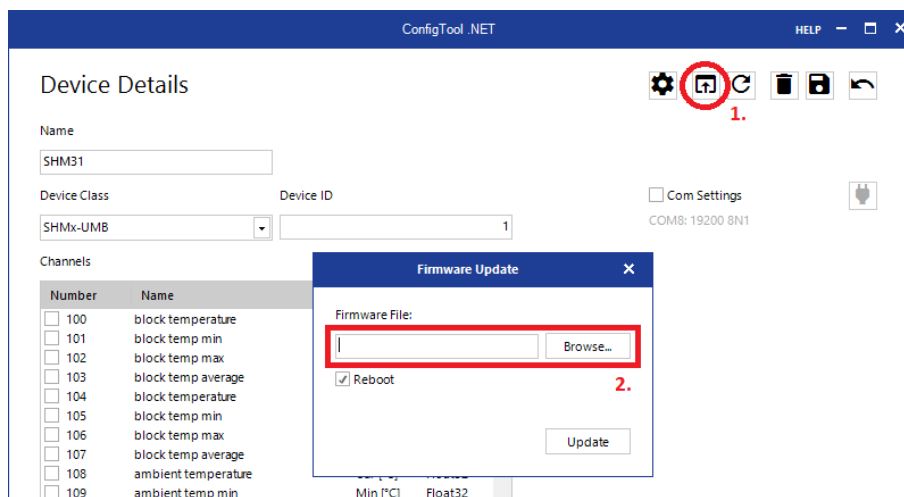 ConfigTool .NET
HELP
Device Details
1.
Name
SHM31
Device Class
Device ID
Com Settings
SHMx-UMB
1
COM8: 19200 8N1
Channels
Firmware Update
Number Name
Firmware File:
100 block temperature
101 block temp min
Browse...
102 block temp max
103 block temp average
Reboot
2.
104 block temperature
105 block temp min
106 block temp max
Update
107 block temp average
108 ambient temperature
109 ambient temp min Min [°C] Float32